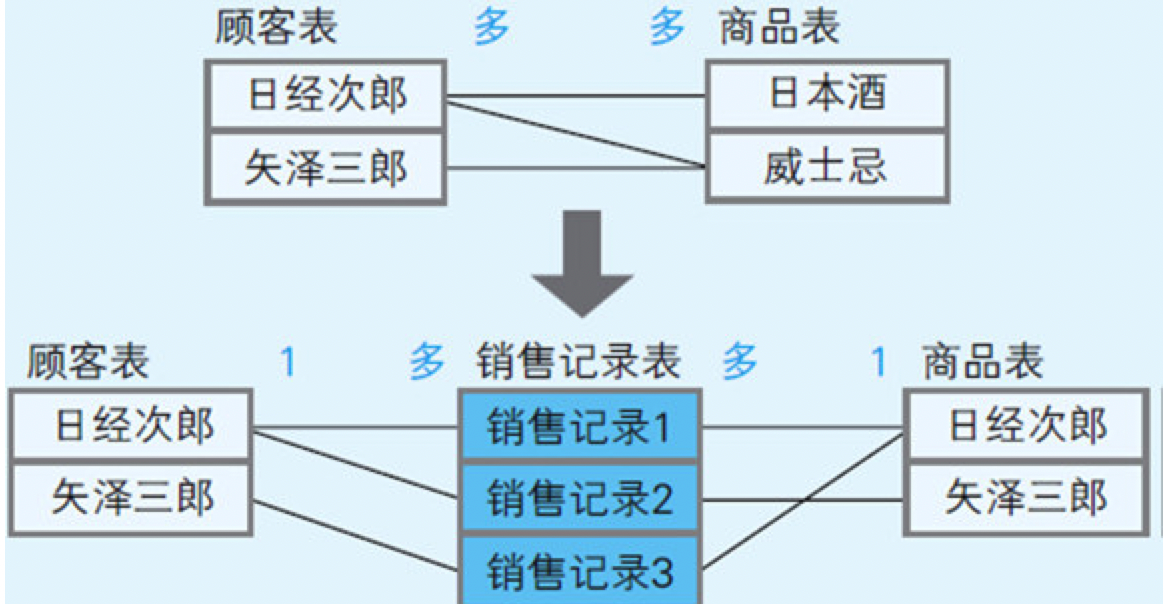 顾客表 多 多 商品表
日经次郎 日本酒
矢泽三郎 威士忌
顾客表 1 多 销售记录表 多 1 商品表
日经次郎 销售记录1 日经次郎
矢泽三郎 销售记录2 矢泽三郎
销售记录3